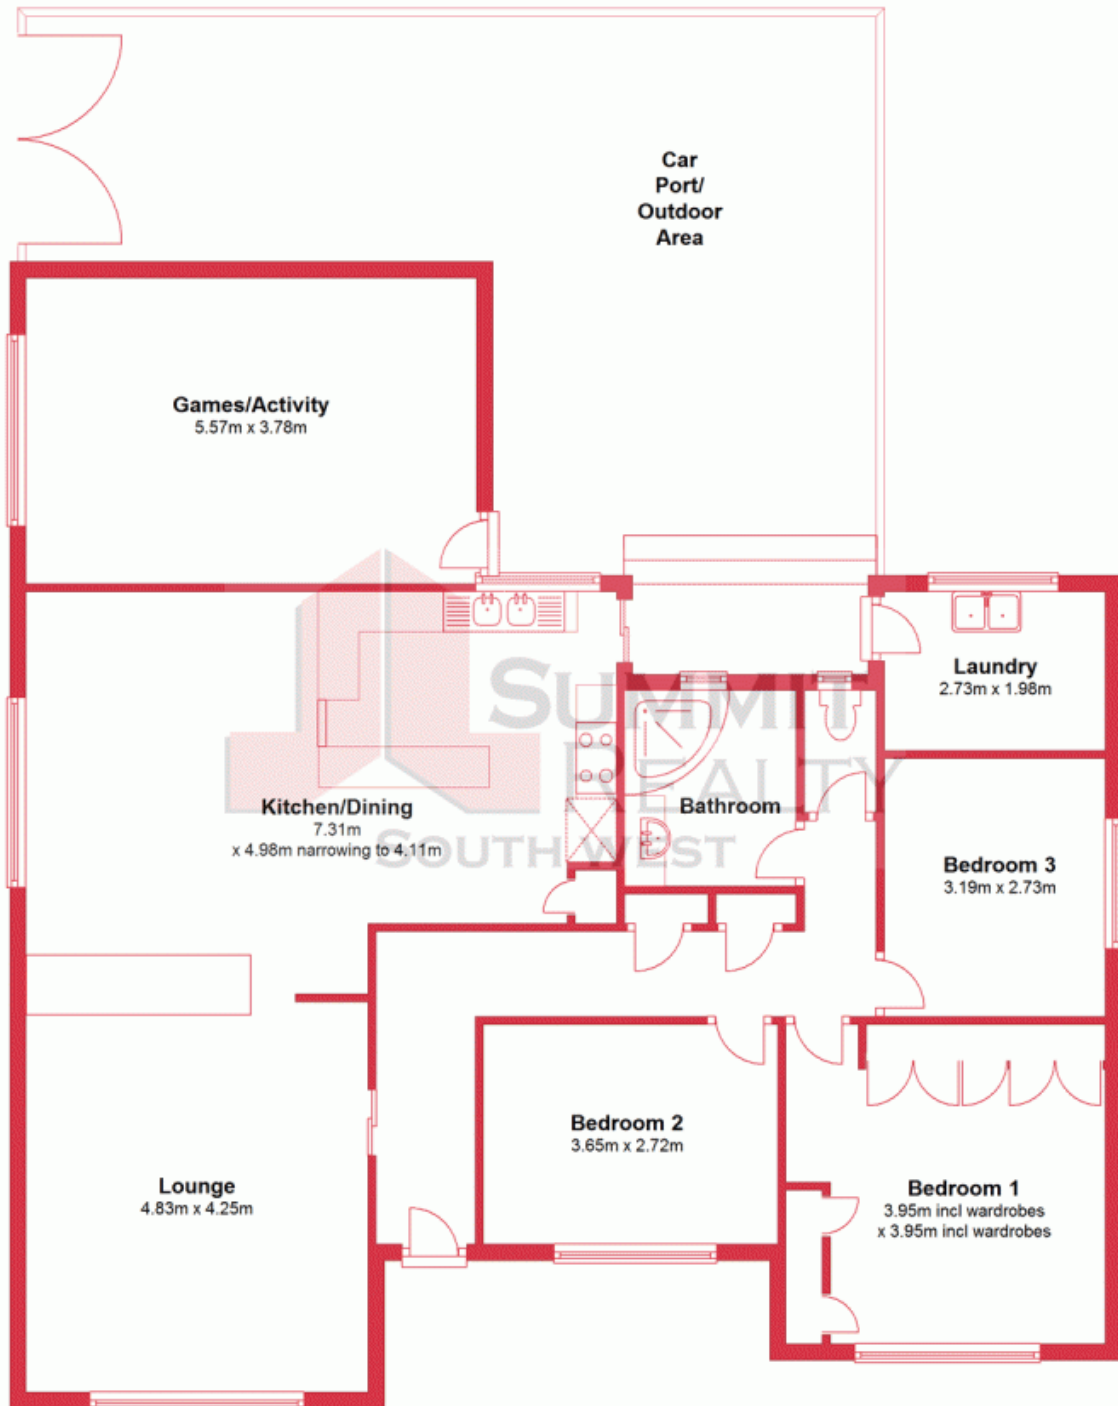 Car
Port/
Outdoor
Area
Games/Activity
5.57m x 3.78m
Laundry
2.73m x 1.98m
SUMMIT
REALTY
SOUTH WEST
Kitchen/Dining
7.31m
x 4.98m narrowing to 4.11m
Bathroom
Bedroom 3
3.19m x 2.73m
Bedroom 2
3.65m x 2.72m
Lounge
4.83m x 4.25m
Bedroom 1
3.95m incl wardrobes
x 3.95m incl wardrobes